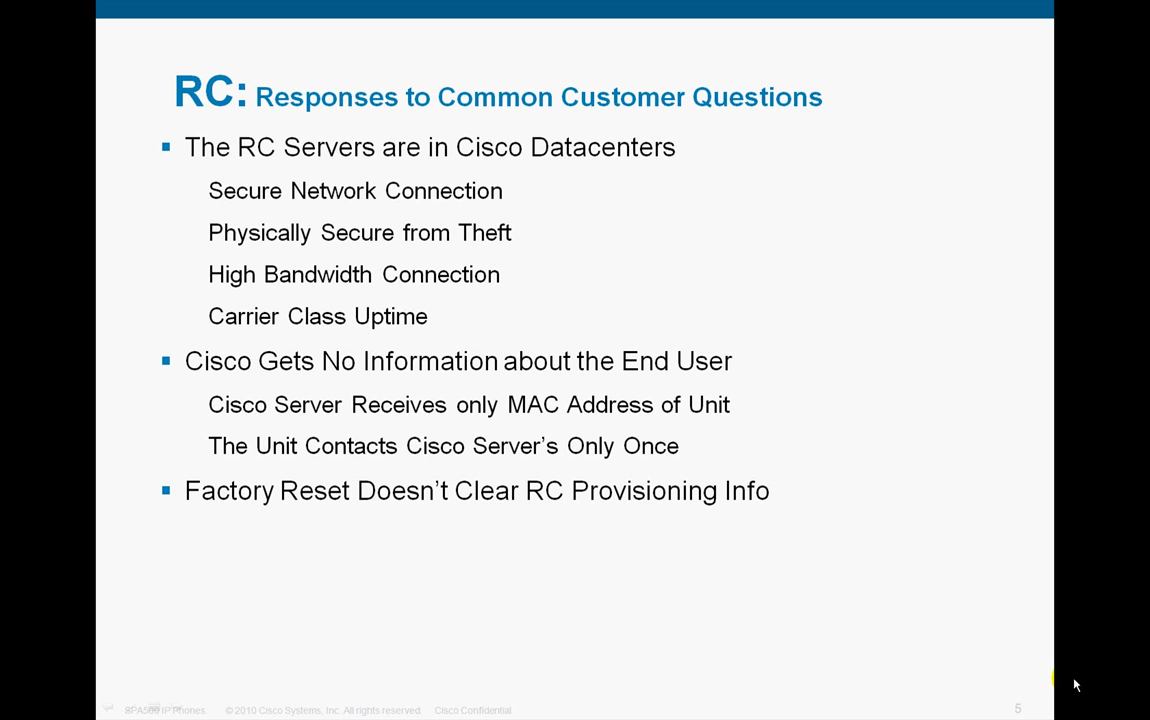 RC: Responses to Common Customer Questions
The RC Servers are in Cisco Datacenters
Secure Network Connection
Physically Secure from Theft
High Bandwidth Connection
Carrier Class Uptime
Cisco Gets No Information about the End User
Cisco Server Receives only MAC Address of Unit
The Unit Contacts Cisco Server’s Only Once
Factory Reset Doesn’t Clear RC Provisioning Info
IP Phones © 2010 Cisco Systems, Inc. All rights reserved. Cisco Confidential 5